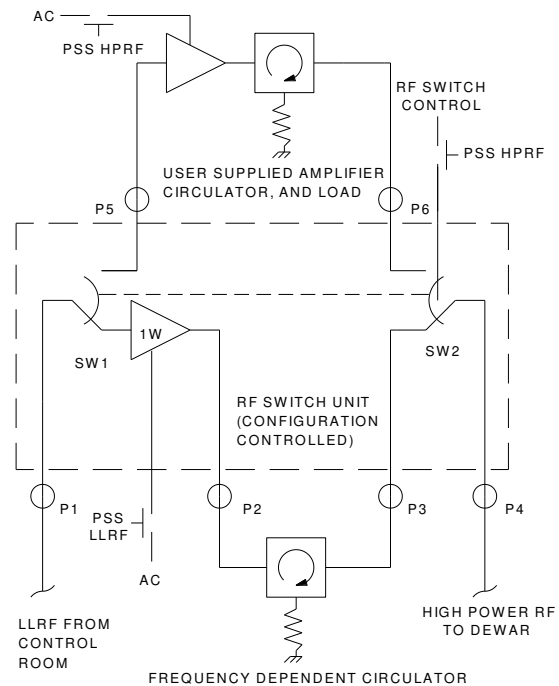 AC
PSS HPRF
RF SWITCH
CONTROL
PSS HPRF
USER SUPPLIED AMPLIFIER
CIRCULATOR, AND LOAD
P5
P6
1W
SW1
SW2
RF SWITCH UNIT
(CONFIGURATION
CONTROLLED)
P1
PSS
LLRF
P2
P3
P4
AC
LLRF FROM
CONTROL
ROOM
HIGH POWER RF
TO DEWAR
FREQUENCY DEPENDENT CIRCULATOR